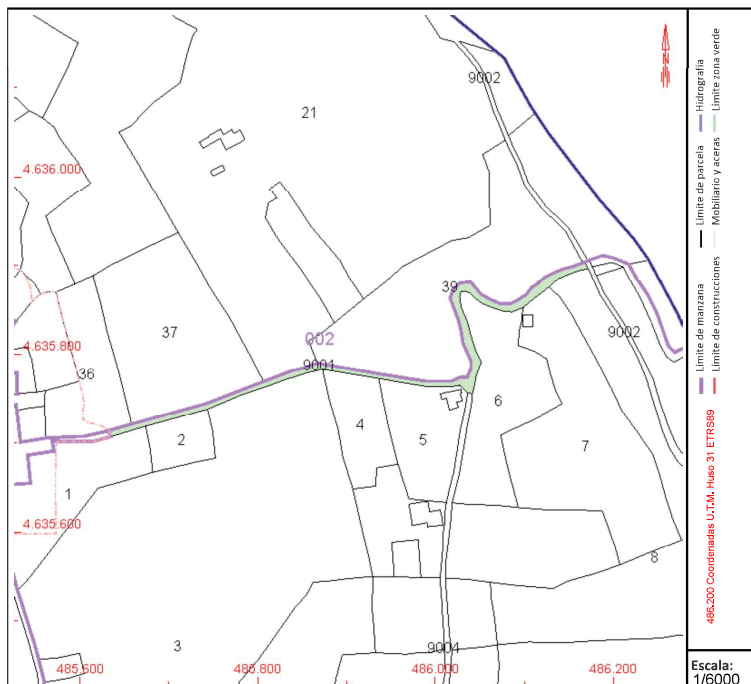 9002
21
N
4.636.000
39
37
002
4.635.800
9001
9002
36
6
4
2
5
7
1
4.635.600
8
3
9004
485.600
485.800
486.000
486.200
Límite de manzana
Límite de parcela
Hidrografía
Límite de construcciones
Mobiliario y aceras
Límite zona verde
486.200 Coordenadas U.T.M. Huso 31 ETRS89
Escala:
1/6000